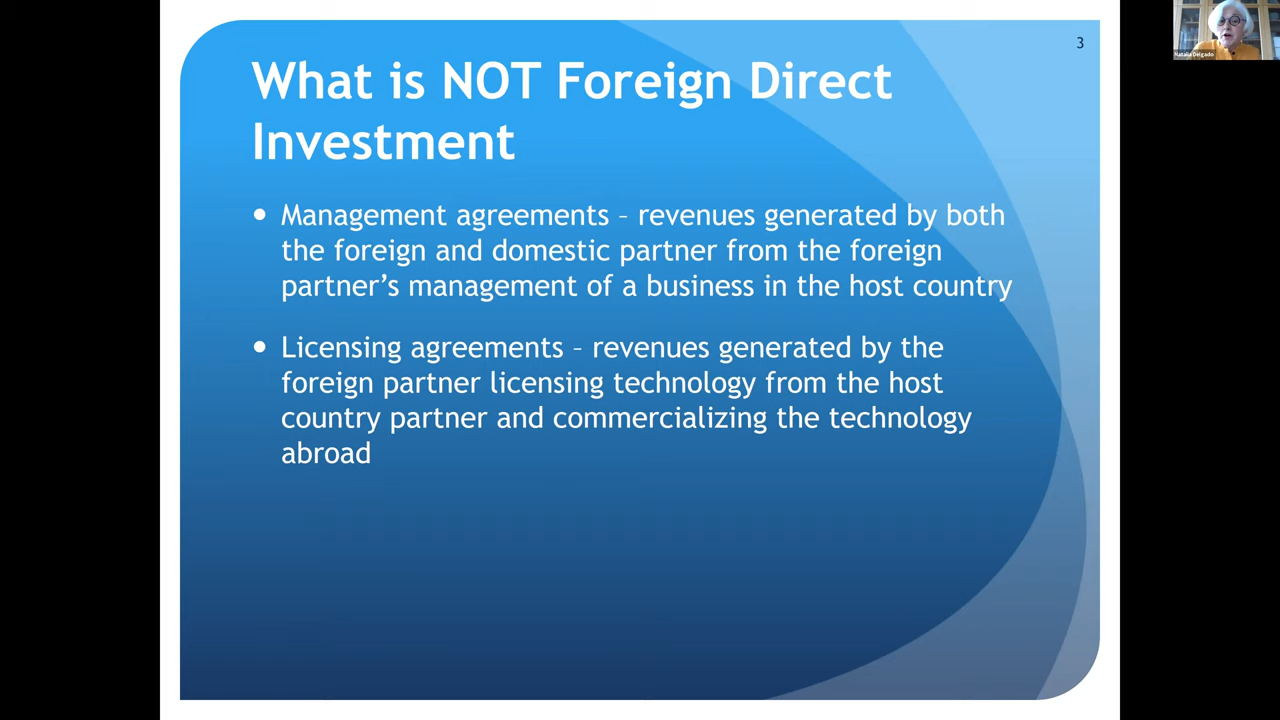 3
What is NOT Foreign Direct
Investment
• Management agreements – revenues generated by both
the foreign and domestic partner from the foreign
partner’s management of a business in the host country
• Licensing agreements – revenues generated by the
foreign partner licensing technology from the host
country partner and commercializing the technology
abroad
Natalia Delgado